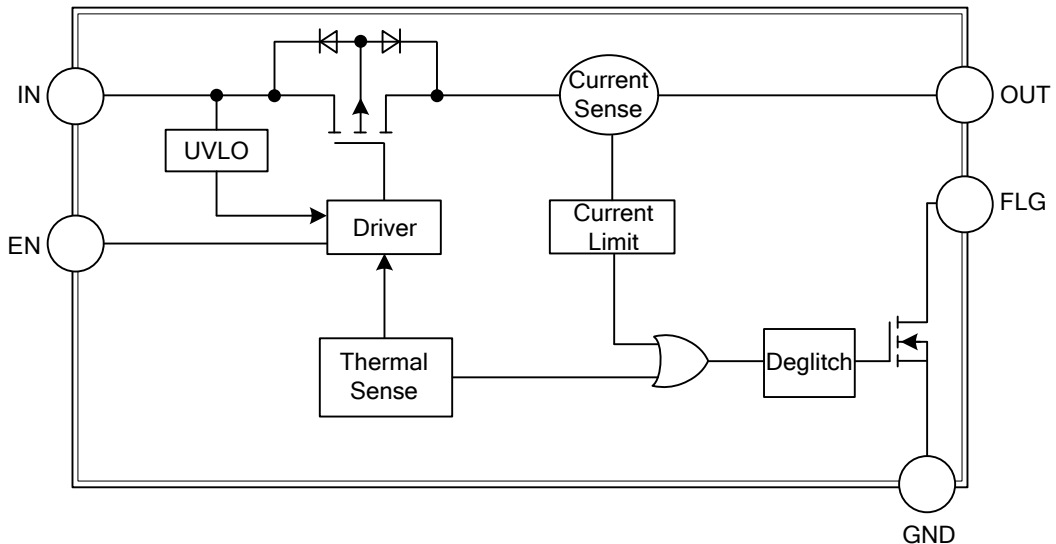 IN
Current
Sense
OUT
UVLO
FLG
Driver
Current
Limit
EN
Thermal
Sense
Deglitch
GND